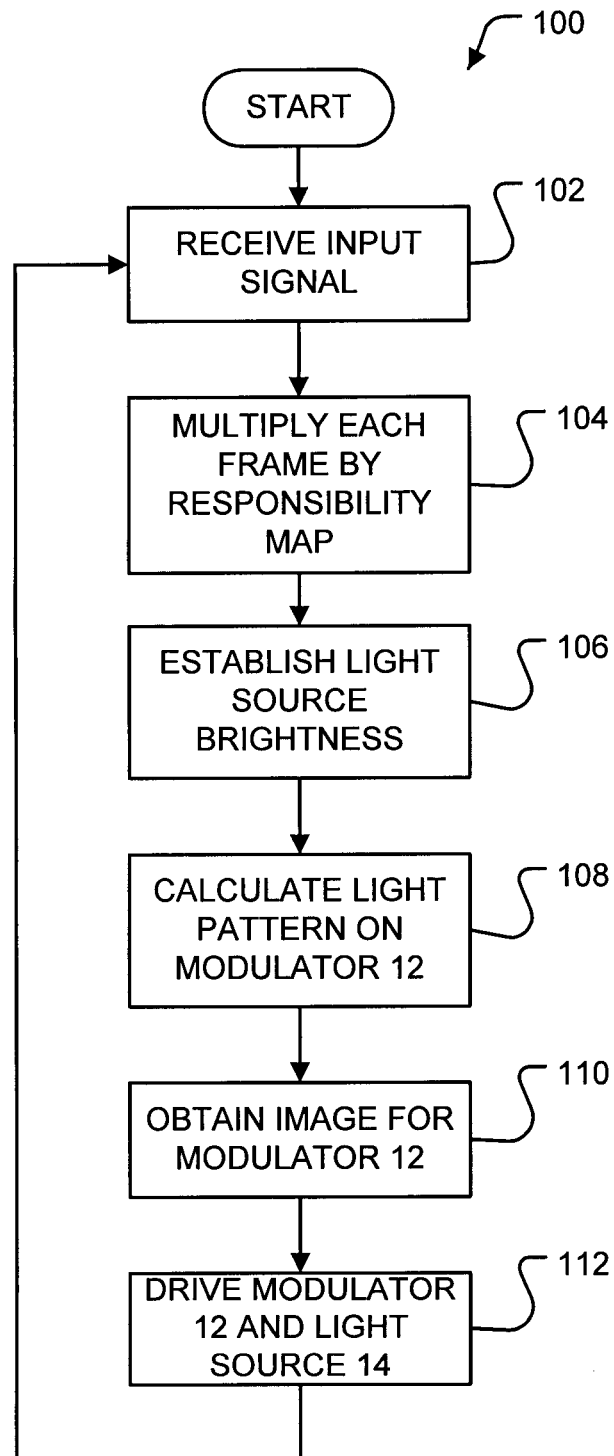 100
START
102
RECEIVE INPUT
SIGNAL
104
MULTIPLY EACH
FRAME BY
RESPONSIBILITY
MAP
106
ESTABLISH LIGHT
SOURCE
BRIGHTNESS
108
CALCULATE LIGHT
PATTERN ON
MODULATOR 12
110
OBTAIN IMAGE FOR
MODULATOR 12
112
DRIVE MODULATOR
12 AND LIGHT
SOURCE 14